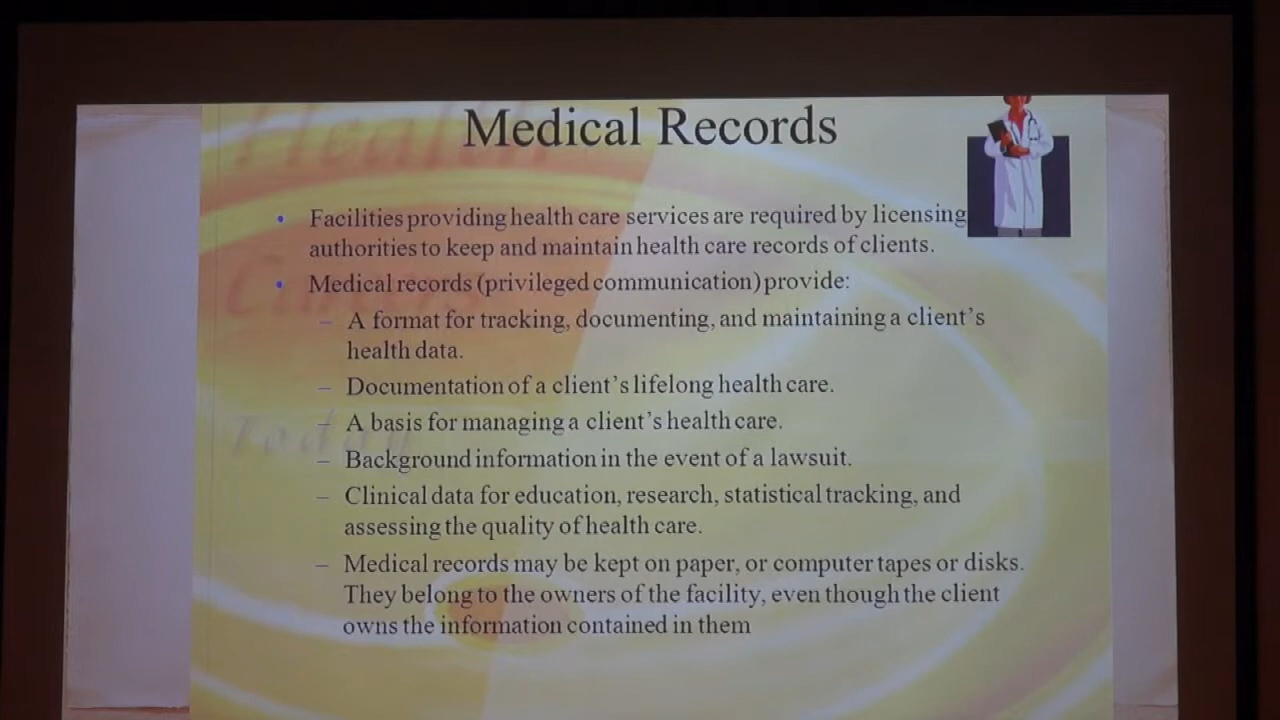 Medical Records
• Facilities providing health care services are required by licensing
authorities to keep and maintain health care records of clients.
• Medical records (privileged communication) provide:
– A format for tracking, documenting, and maintaining a client's
health data.
– Documentation of a client's lifelong health care.
– A basis for managing a client's health care.
– Background information in the event of a lawsuit.
– Clinical data for education, research, statistical tracking, and
assessing the quality of health care.
– Medical records may be kept on paper, or computer tapes or disks.
They belong to the owners of the facility, even though the client
owns the information contained in them
Health
Careers
Today